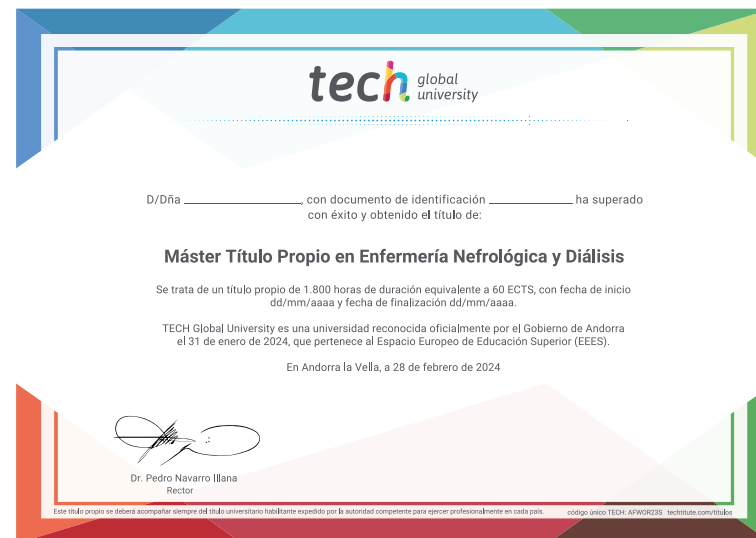 tech global university
D/Dña ____________________, con documento de identificación ______________ ha superado
con éxito y obtenido el título de:
Máster Título Propio en Enfermería Nefrológica y Diálisis
Se trata de un título propio de 1.800 horas de duración equivalente a 60 ECTS, con fecha de inicio
dd/mm/aaaa y fecha de finalización dd/mm/aaaa.
TECH Global University es una universidad reconocida oficialmente por el Gobierno de Andorra
el 31 de enero de 2024, que pertenece al Espacio Europeo de Educación Superior (EEES).
En Andorra la Vella, a 28 de febrero de 2024
Dr. Pedro Navarro Illana
Rector
Este título propio se deberá acompañar siempre del título universitario habilitante expedido por la autoridad competente para ejercer profesionalmente en cada país. código único TECH: AFWOR23S techtitute.com/titulos